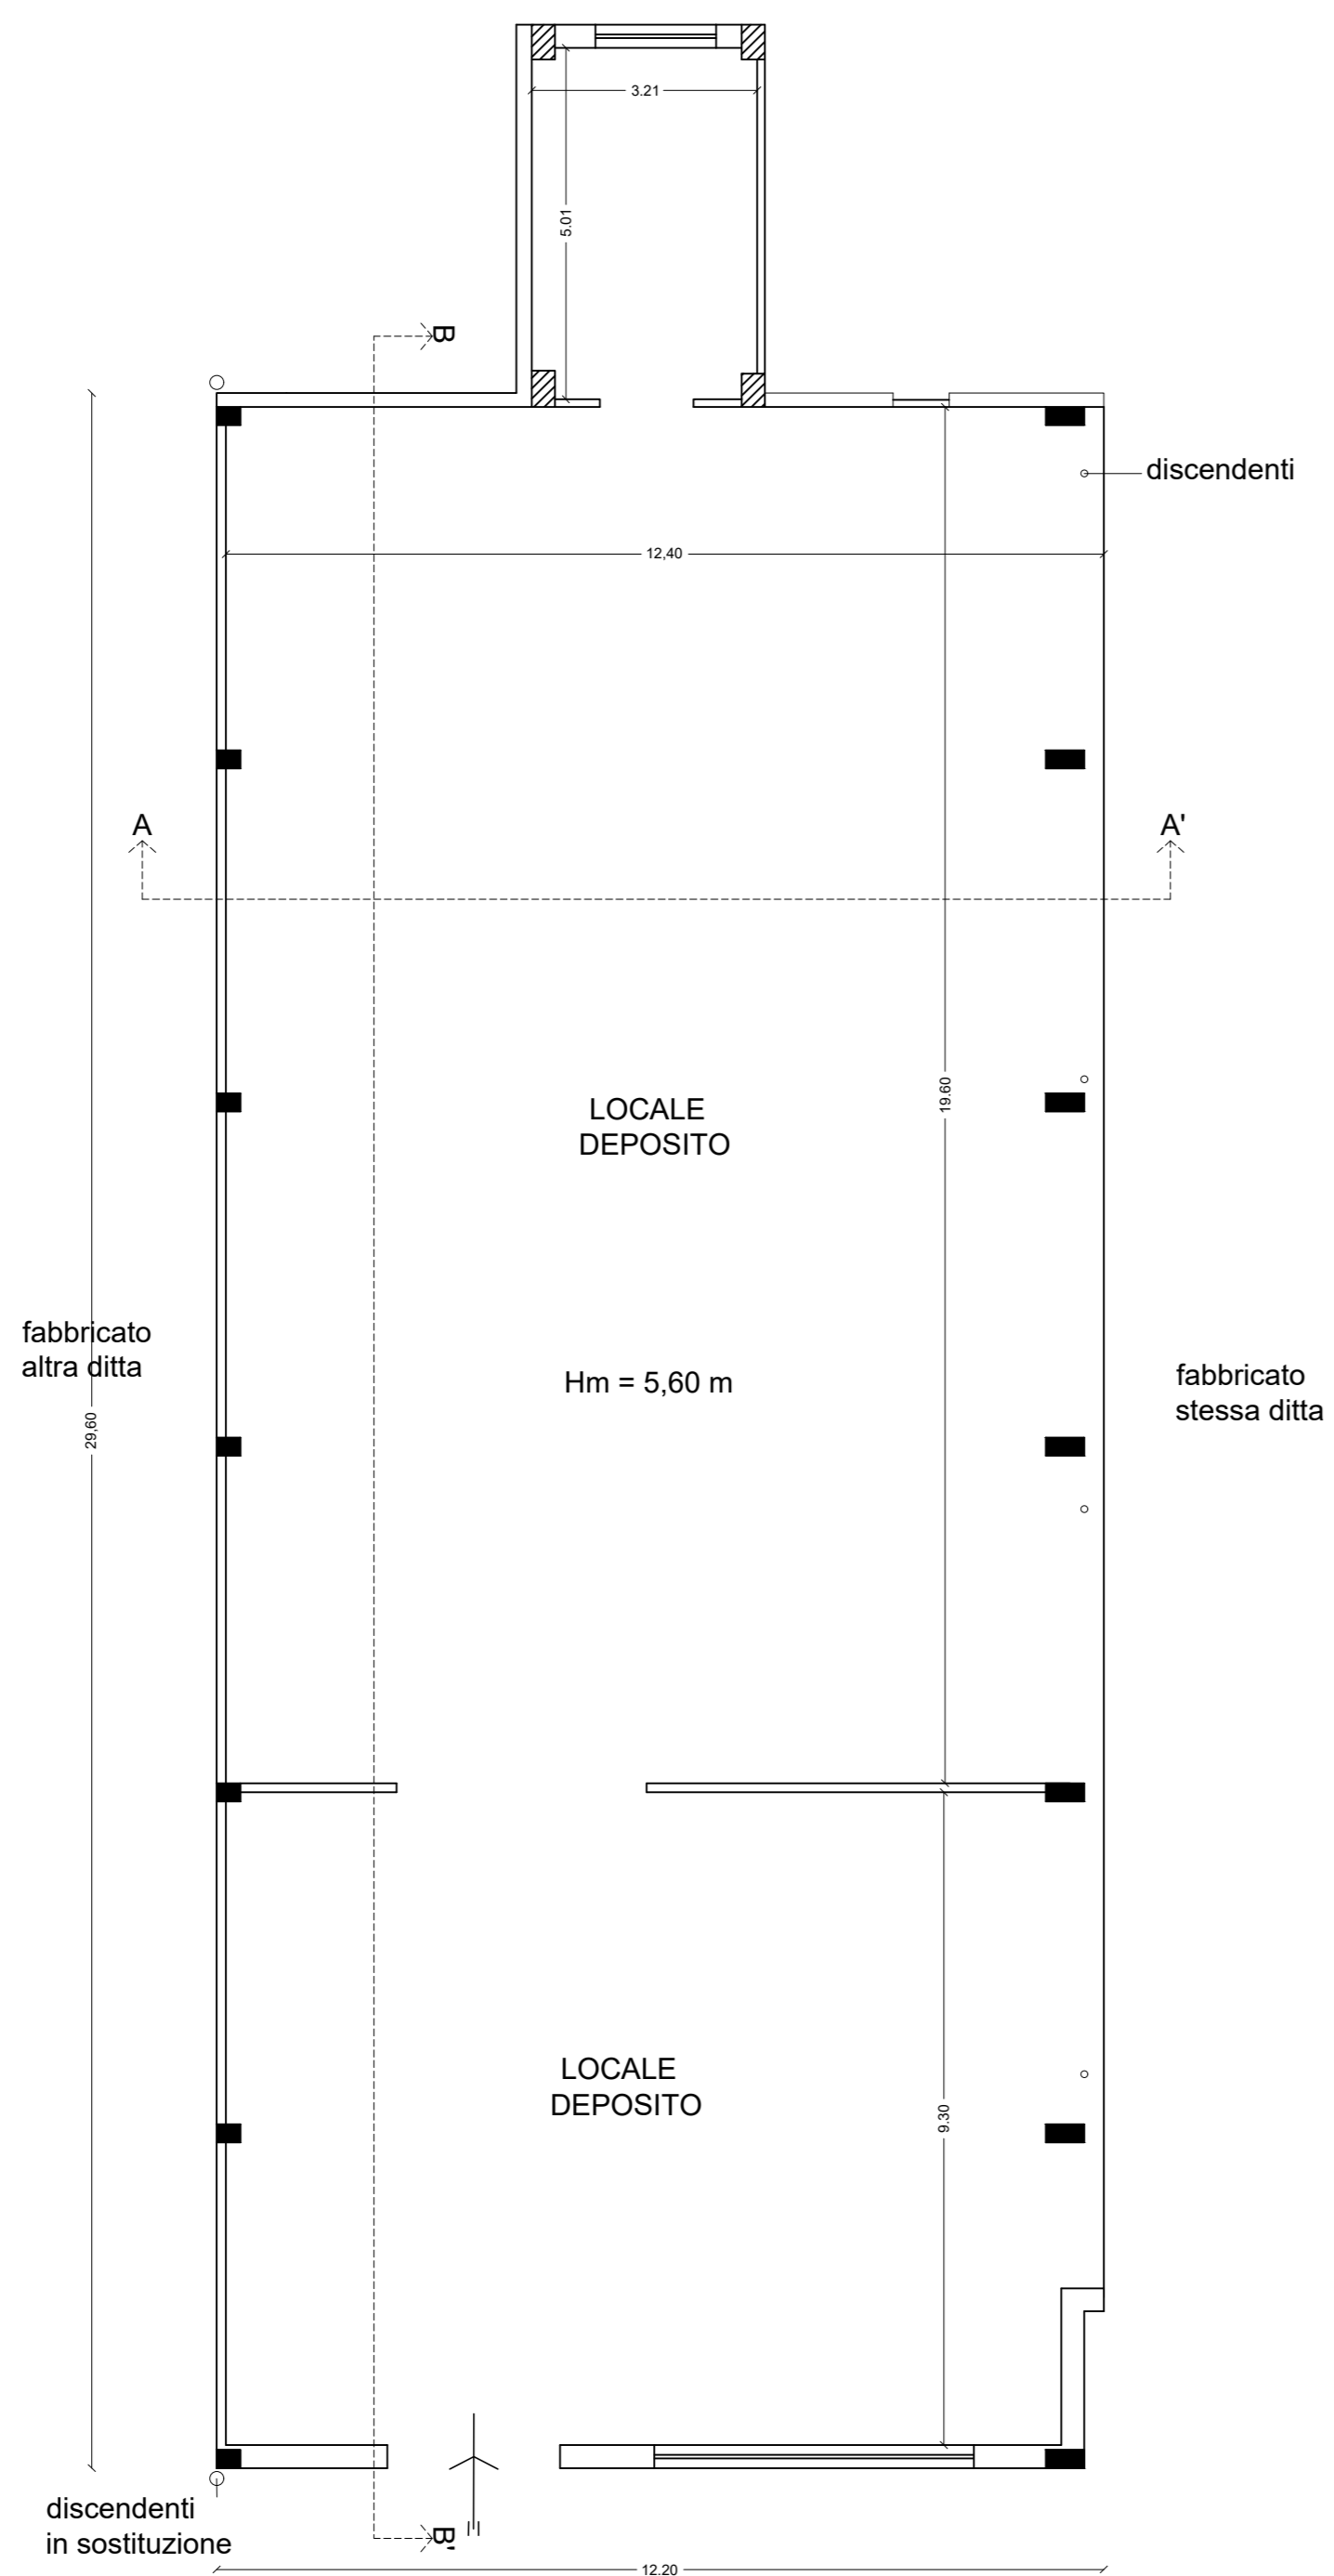 3.21
5.01
B
discendenti
12,40
A
A'
19.60
LOCALE
DEPOSITO
fabbricato
altra ditta
29,60
Hm = 5,60 m
fabbricato
stessa ditta
LOCALE
DEPOSITO
9.30
discendenti
in sostituzione
B'
12.20